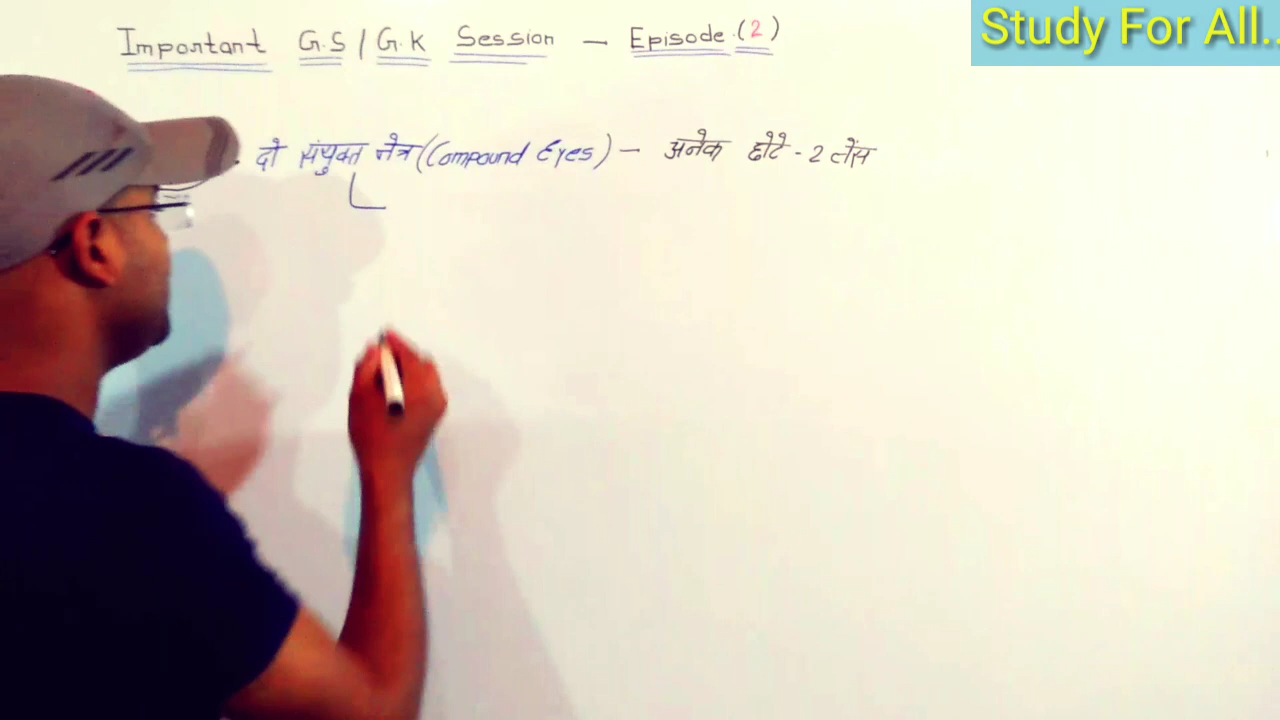 Important G.S / G.K Session - Episode.(2)
Study For All..
. दो संयुक्त नेत्र (Compound Eyes) - अनेक छोटे - 2 लेंस